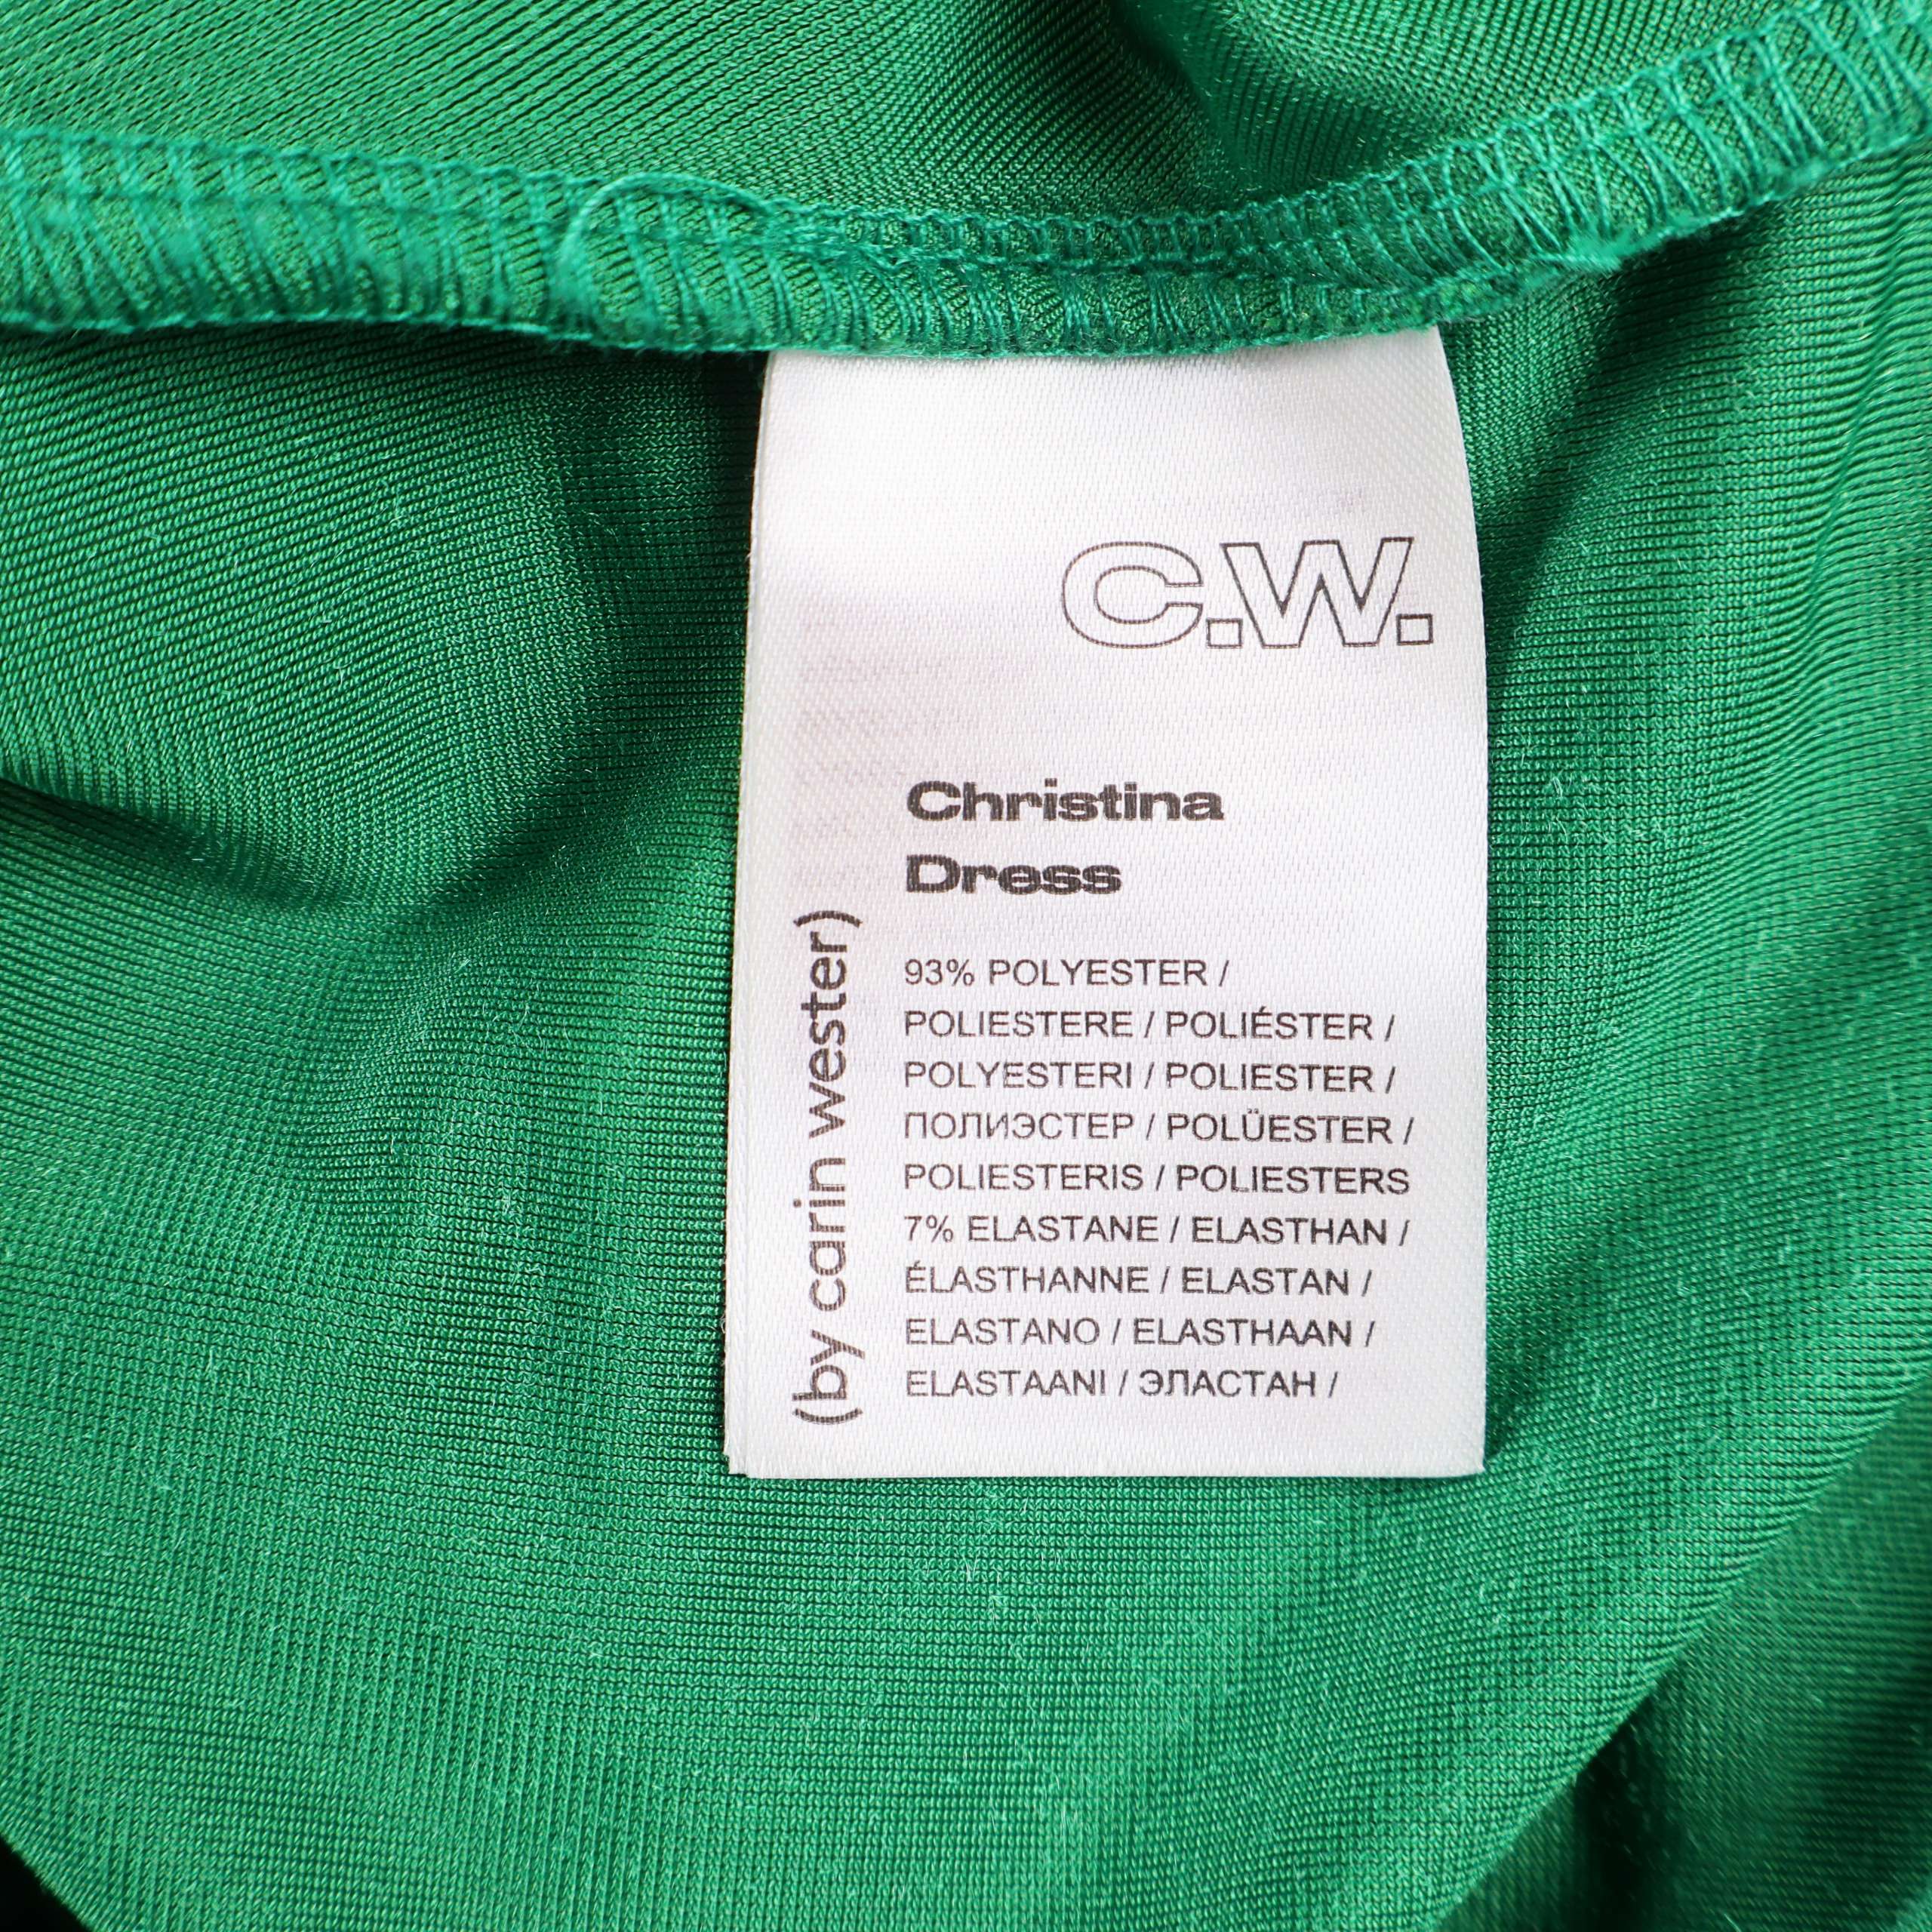 C.W.
Christina
Dress
(by carin wester)
93% POLYESTER /
POLIESTERE / POLIÉSTER /
POLYESTERI / POLIESTER /
ПОЛИЭСТЕР / POLÜESTER /
POLIESTERIS / POLIESTERS
7% ELASTANE / ELASTHAN /
ÉLASTHANNE / ELASTAN /
ELASTANO / ELASTHAAN /
ELASTAANI / ЭЛАСТАН /